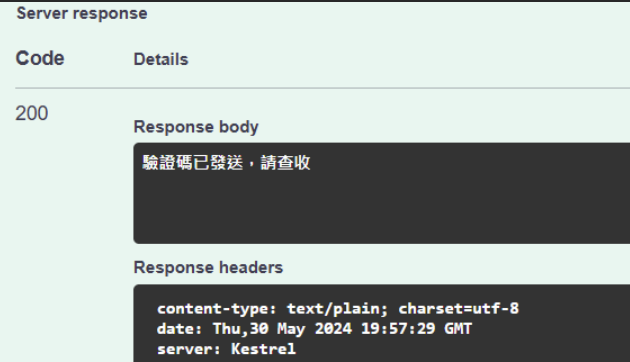 Server response
Code Details
200
Response body
驗證碼已發送，請查收
Response headers
content-type: text/plain; charset=utf-8
date: Thu,30 May 2024 19:57:29 GMT
server: Kestrel